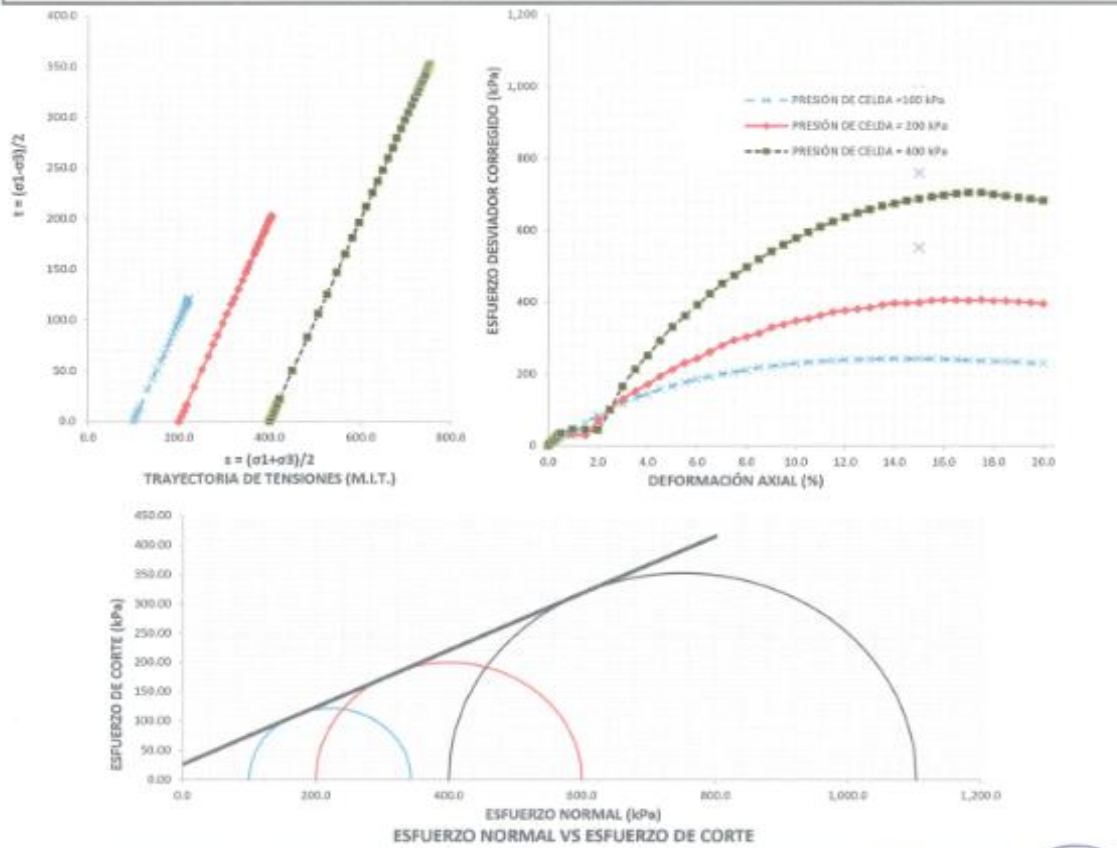 400.0
350.0
300.0
250.0
200.0
150.0
100.0
50.0
0.0
t = (σ1-σ3)/2
0.0 200.0 400.0 600.0 800.0
s = (σ1+σ3)/2
TRAYECTORIA DE TENSIONES (M.I.T.)
1,200
1,000
800
600
400
200
0
ESFUERZO DESVIADOR CORREGIDO (kPa)
PRESIÓN DE CELDA =100 kPa
PRESIÓN DE CELDA = 200 kPa
PRESIÓN DE CELDA = 400 kPa
0.0 2.0 4.0 6.0 8.0 10.0 12.0 14.0 16.0 18.0 20.0
DEFORMACIÓN AXIAL (%)
450.00
400.00
350.00
300.00
250.00
200.00
150.00
100.00
50.00
0.00
ESFUERZO DE CORTE (kPa)
0.0 200.0 400.0 600.0 800.0 1,000.0 1,200.0
ESFUERZO NORMAL (kPa)
ESFUERZO NORMAL VS ESFUERZO DE CORTE